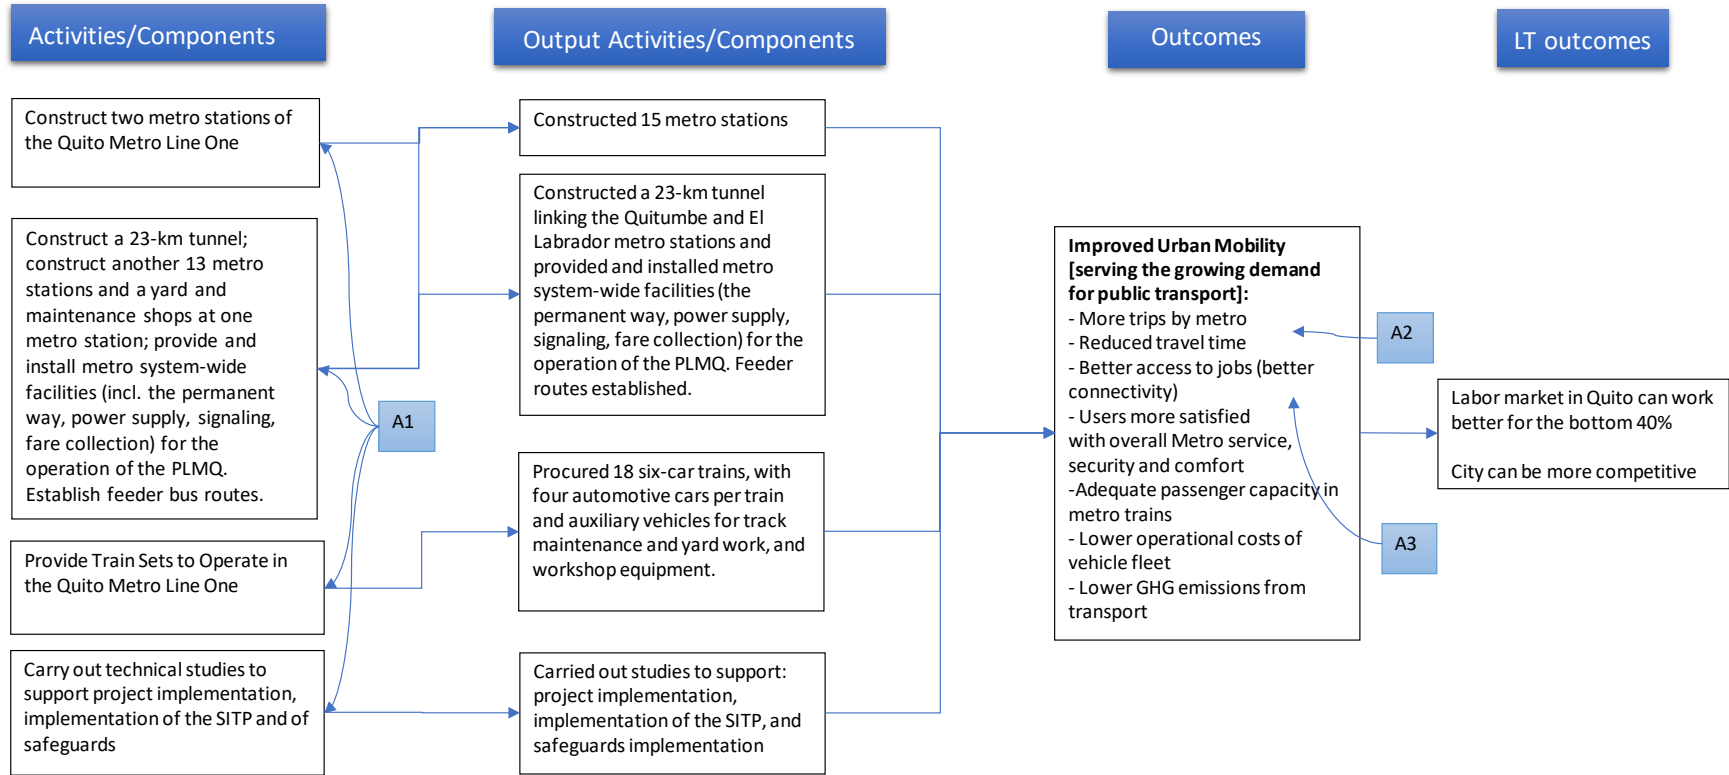 Activities/Components
Output Activities/Components
Outcomes
LT outcomes
Construct two metro stations of
the Quito Metro Line One
Construct a 23-km tunnel;
construct another 13 metro
stations and a yard and
maintenance shops at one
metro station; provide and
install metro system-wide
facilities (incl. the permanent
way, power supply, signaling,
fare collection) for the
operation of the PLMQ.
Establish feeder bus routes.
Provide Train Sets to Operate in
the Quito Metro Line One
Carry out technical studies to
support project implementation,
implementation of the SITP and of
safeguards
A1
Constructed 15 metro stations
Constructed a 23-km tunnel
linking the Quitumbe and El
Labrador metro stations and
provided and installed metro
system-wide facilities (the
permanent way, power supply,
signaling, fare collection) for the
operation of the PLMQ. Feeder
routes established.
Procured 18 six-car trains, with
four automotive cars per train
and auxiliary vehicles for track
maintenance and yard work, and
workshop equipment.
Carried out studies to support:
project implementation,
implementation of the SITP, and
safeguards implementation
Improved Urban Mobility
[serving the growing demand
for public transport]:
- More trips by metro
- Reduced travel time
- Better access to jobs (better
connectivity)
- Users more satisfied
with overall Metro service,
security and comfort
-Adequate passenger capacity in
metro trains
- Lower operational costs of
vehicle fleet
- Lower GHG emissions from
transport
A2
A3
Labor market in Quito can work
better for the bottom 40%
City can be more competitive